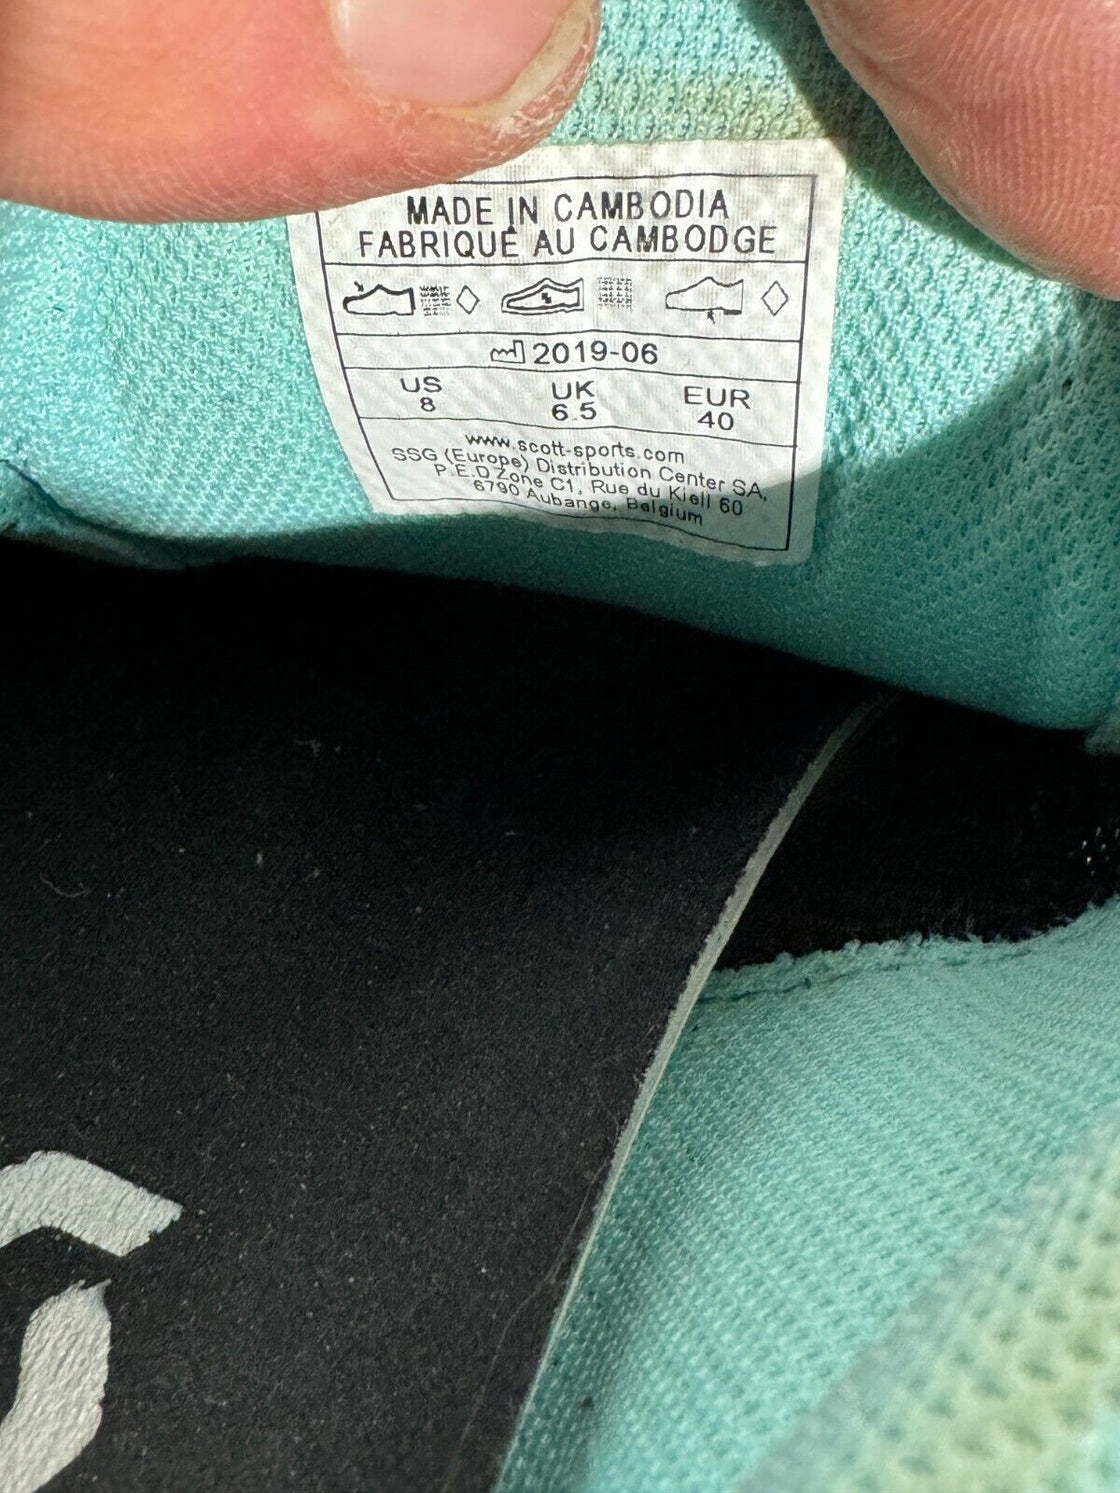 MADE IN CAMBODIA
FABRIQUÉ AU CAMBODGE
2019-06
US UK EUR
8 6.5 40
www.scott-sports.com
SSG (Europe) Distribution Center SA,
P.E.D Zone C1, Rue du Kiell 60
6790 Aubange, Belgium